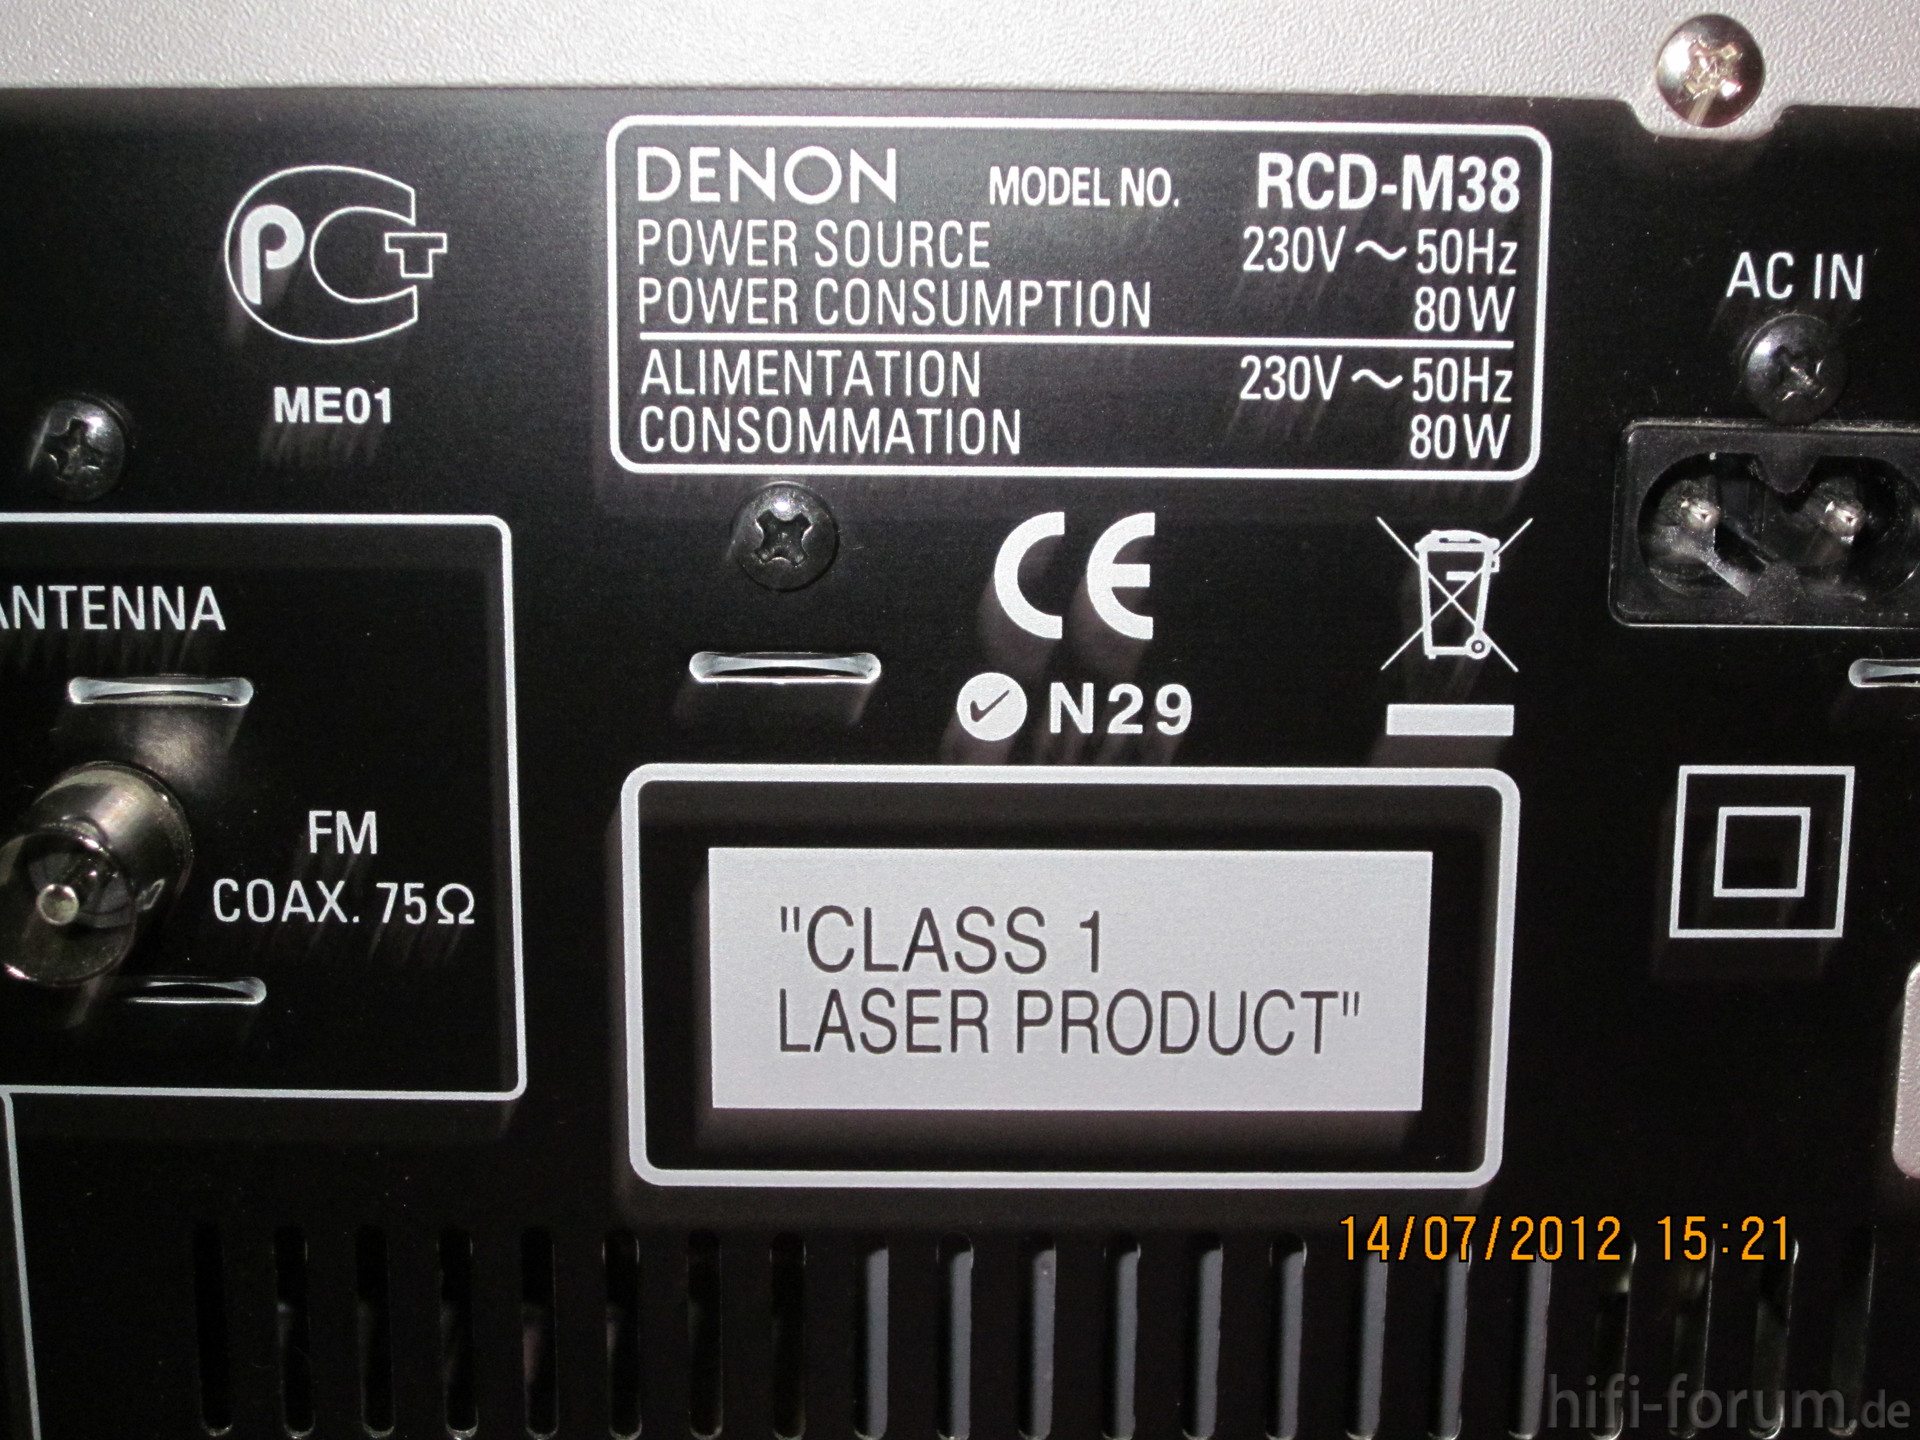 DENON MODEL NO. RCD-M38
POWER SOURCE 230V ~ 50Hz
POWER CONSUMPTION 80W
ALIMENTATION 230V ~ 50Hz
CONSOMMATION 80W
AC IN
PCT
ME01
CE
N29
ANTENNA
FM
COAX. 75Ω
"CLASS 1
LASER PRODUCT"
14/07/2012 15:21
hifi-forum.de